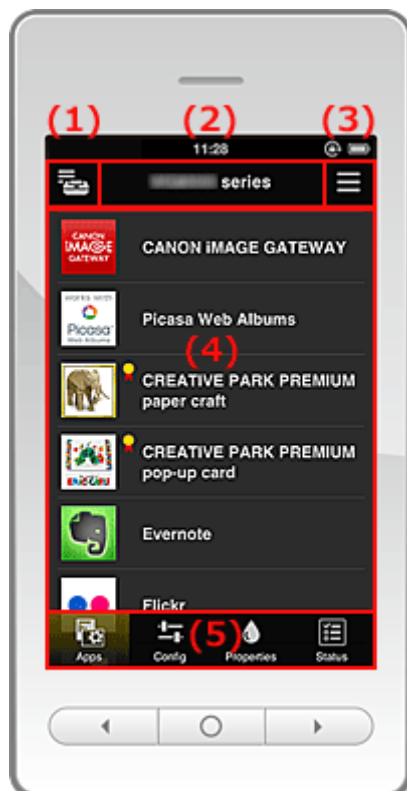 (1) (2) (3)
11:28
series
CANON iMAGE GATEWAY
CANON iMAGE GATEWAY
works with
Picasa
Web Albums
Picasa Web Albums
(4)
CREATIVE PARK PREMIUM
paper craft
CREATIVE PARK PREMIUM
pop-up card
ERIC CARLE
Evernote
Flickr
(5)
Apps Config Properties Status